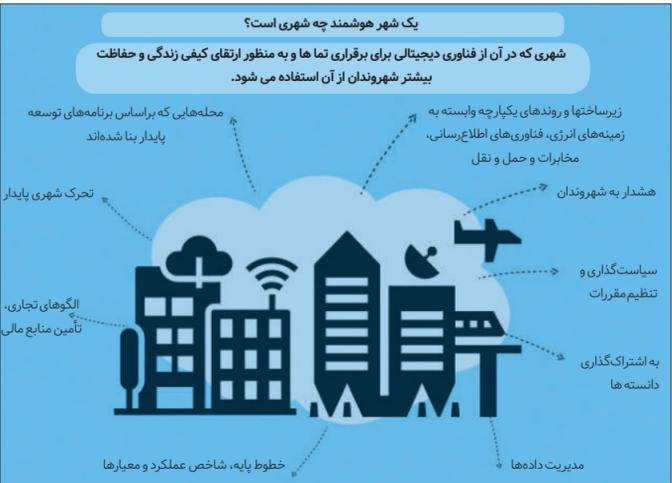 یک شهر هوشمند چه شهری است؟
شهری که در آن از فناوری دیجیتالی برای برقراری تما ها و به منظور ارتقای کیفی زندگی و حفاظت
بیشتر شهروندان از آن استفاده می شود.
زیرساختها و روندهای یکپارچه وابسته به
زمینه‌های انرژی، فناوری‌های اطلاع‌رسانی،
مخابرات و حمل و نقل
محله‌هایی که براساس برنامه‌های توسعه
پایدار بنا شده‌اند
هشدار به شهروندان
تحرک شهری پایدار
سیاست‌گذاری و
تنظیم مقررات
الگوهای تجاری،
تأمین منابع مالی
به اشتراک‌گذاری
دانسته ها
مدیریت داده‌ها
خطوط پایه، شاخص عملکرد و معیارها